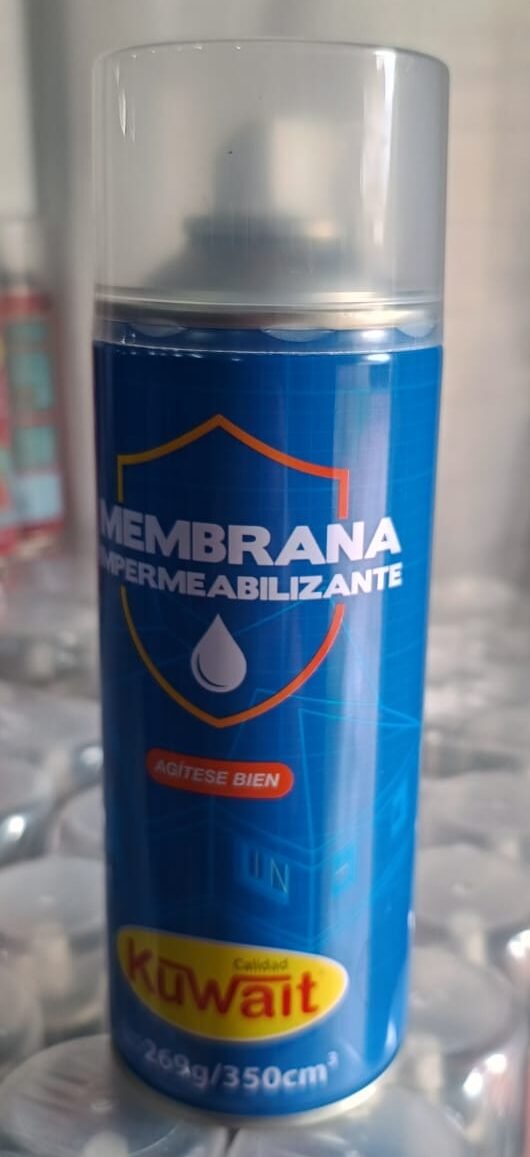 MEMBRANA
IMPERMEABILIZANTE
AGÍTESE BIEN
Calidad
Kuwait
269g/350cm³